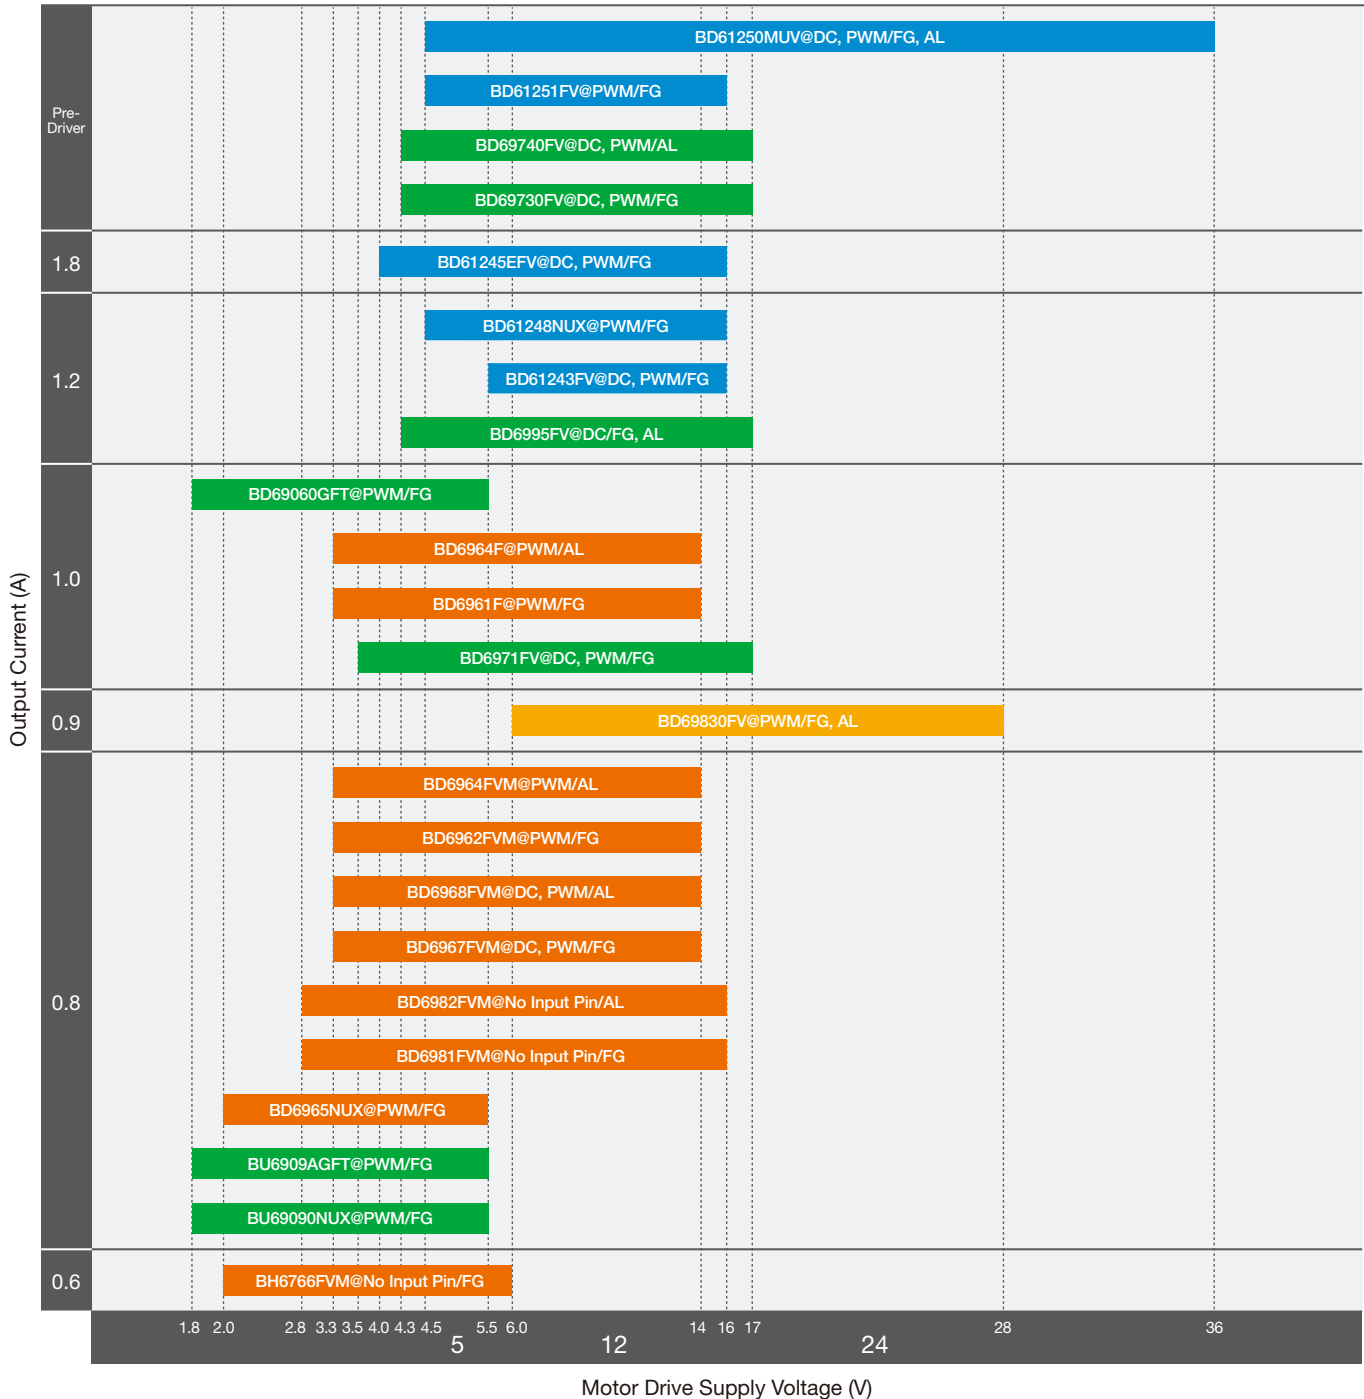 BD61250MUV@DC, PWM/FG, AL
BD61251FV@PWM/FG
Pre-
Driver
BD69740FV@DC, PWM/AL
BD69730FV@DC, PWM/FG
1.8
BD61245EFV@DC, PWM/FG
BD61248NUX@PWM/FG
1.2
BD61243FV@DC, PWM/FG
BD6995FV@DC/FG, AL
BD69060GFT@PWM/FG
BD6964F@PWM/AL
1.0
BD6961F@PWM/FG
BD6971FV@DC, PWM/FG
Output Current (A)
0.9
BD69830FV@PWM/FG, AL
BD6964FVM@PWM/AL
BD6962FVM@PWM/FG
BD6968FVM@DC, PWM/AL
BD6967FVM@DC, PWM/FG
0.8
BD6982FVM@No Input Pin/AL
BD6981FVM@No Input Pin/FG
BD6965NUX@PWM/FG
BU6909AGFT@PWM/FG
BU69090NUX@PWM/FG
0.6
BH6766FVM@No Input Pin/FG
1.8 2.0 2.8 3.3 3.5 4.0 4.3 4.5 5.5 6.0 14 16 17 28 36
5 12 24
Motor Drive Supply Voltage (V)